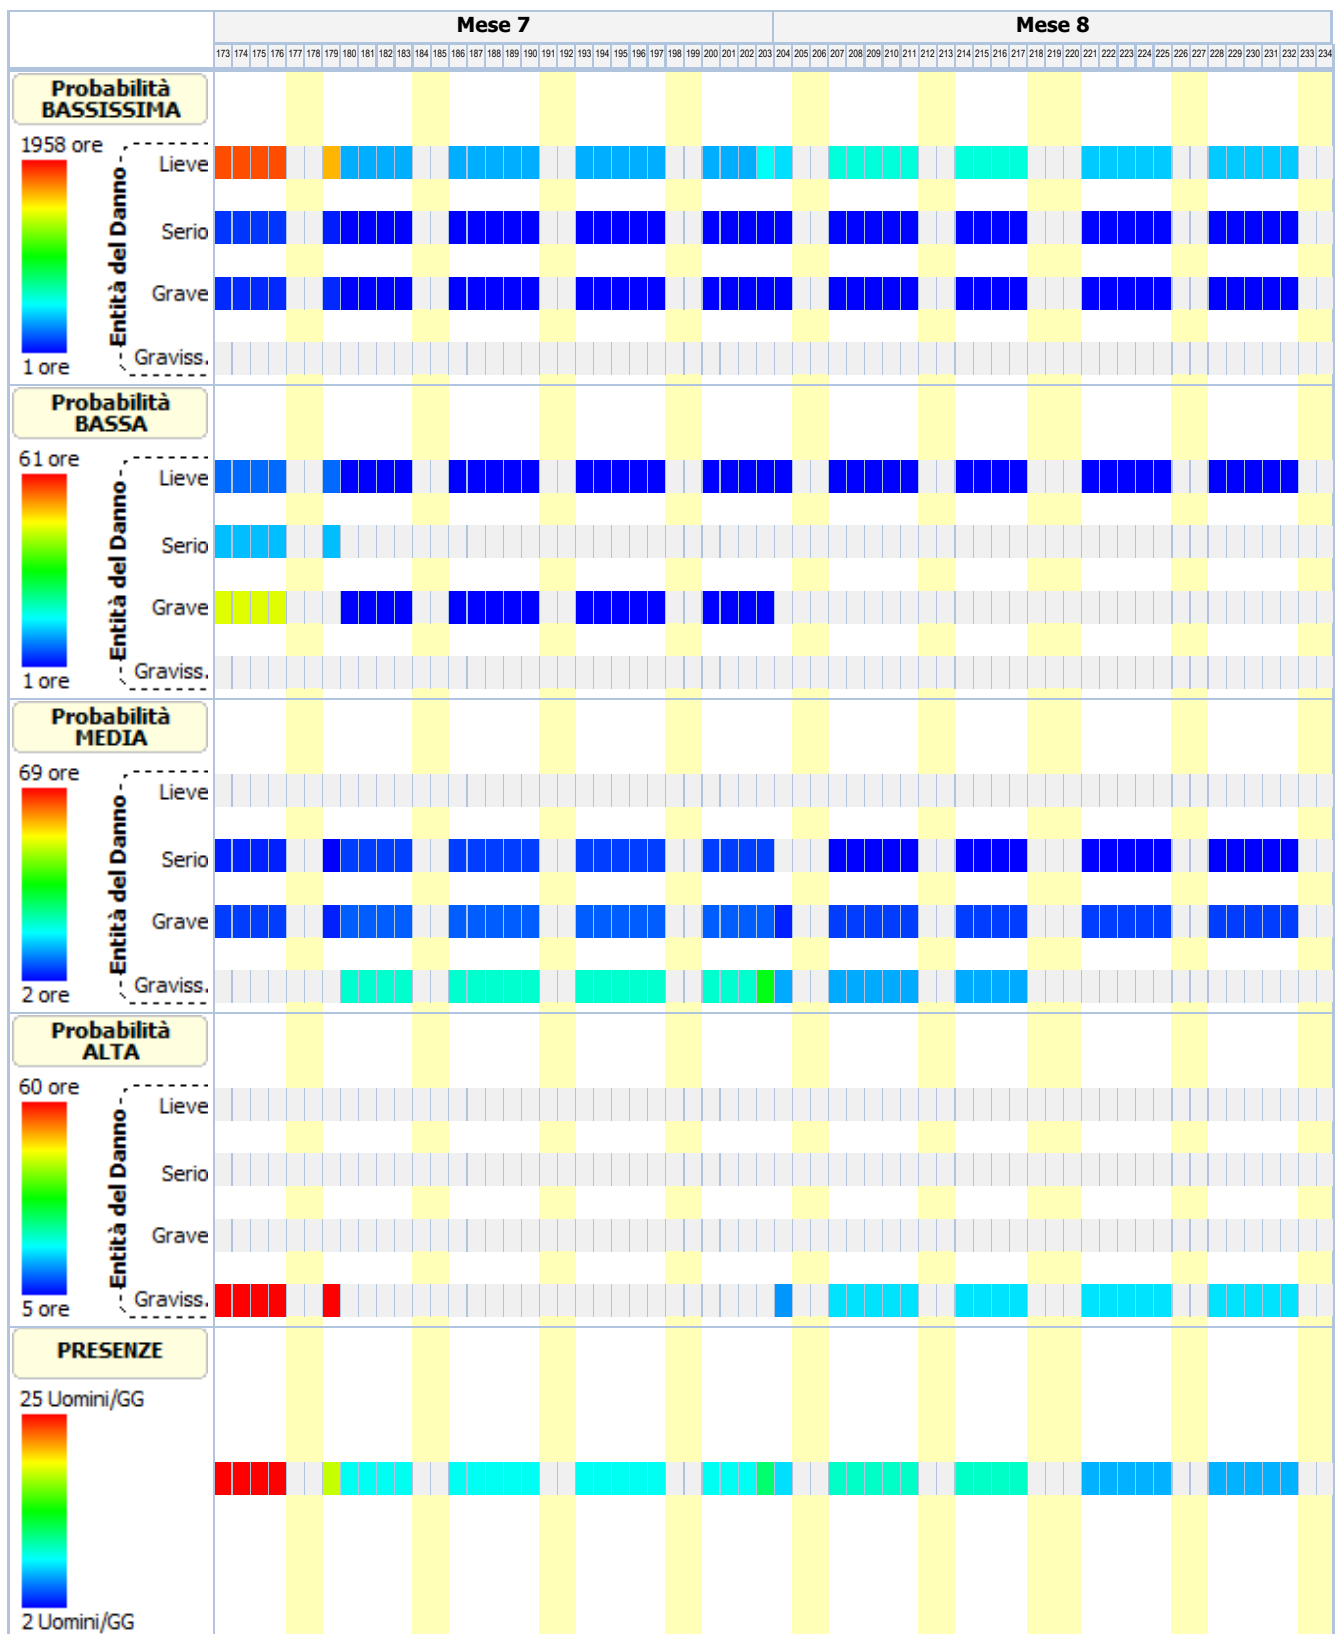 Mese 7 Mese 8
173 174 175 176 177 178 179 180 181 182 183 184 185 186 187 188 189 190 191 192 193 194 195 196 197 198 199 200 201 202 203 204 205 206 207 208 209 210 211 212 213 214 215 216 217 218 219 220 221 222 223 224 225 226 227 228 229 230 231 232 233 234
Probabilità
BASSISSIMA
1958 ore
Entità del Danno
Lieve
Serio
Grave
Graviss.
1 ore
Probabilità
BASSA
61 ore
Entità del Danno
Lieve
Serio
Grave
Graviss.
1 ore
Probabilità
MEDIA
69 ore
Entità del Danno
Lieve
Serio
Grave
Graviss.
2 ore
Probabilità
ALTA
60 ore
Entità del Danno
Lieve
Serio
Grave
Graviss.
5 ore
PRESENZE
25 Uomini/GG
2 Uomini/GG